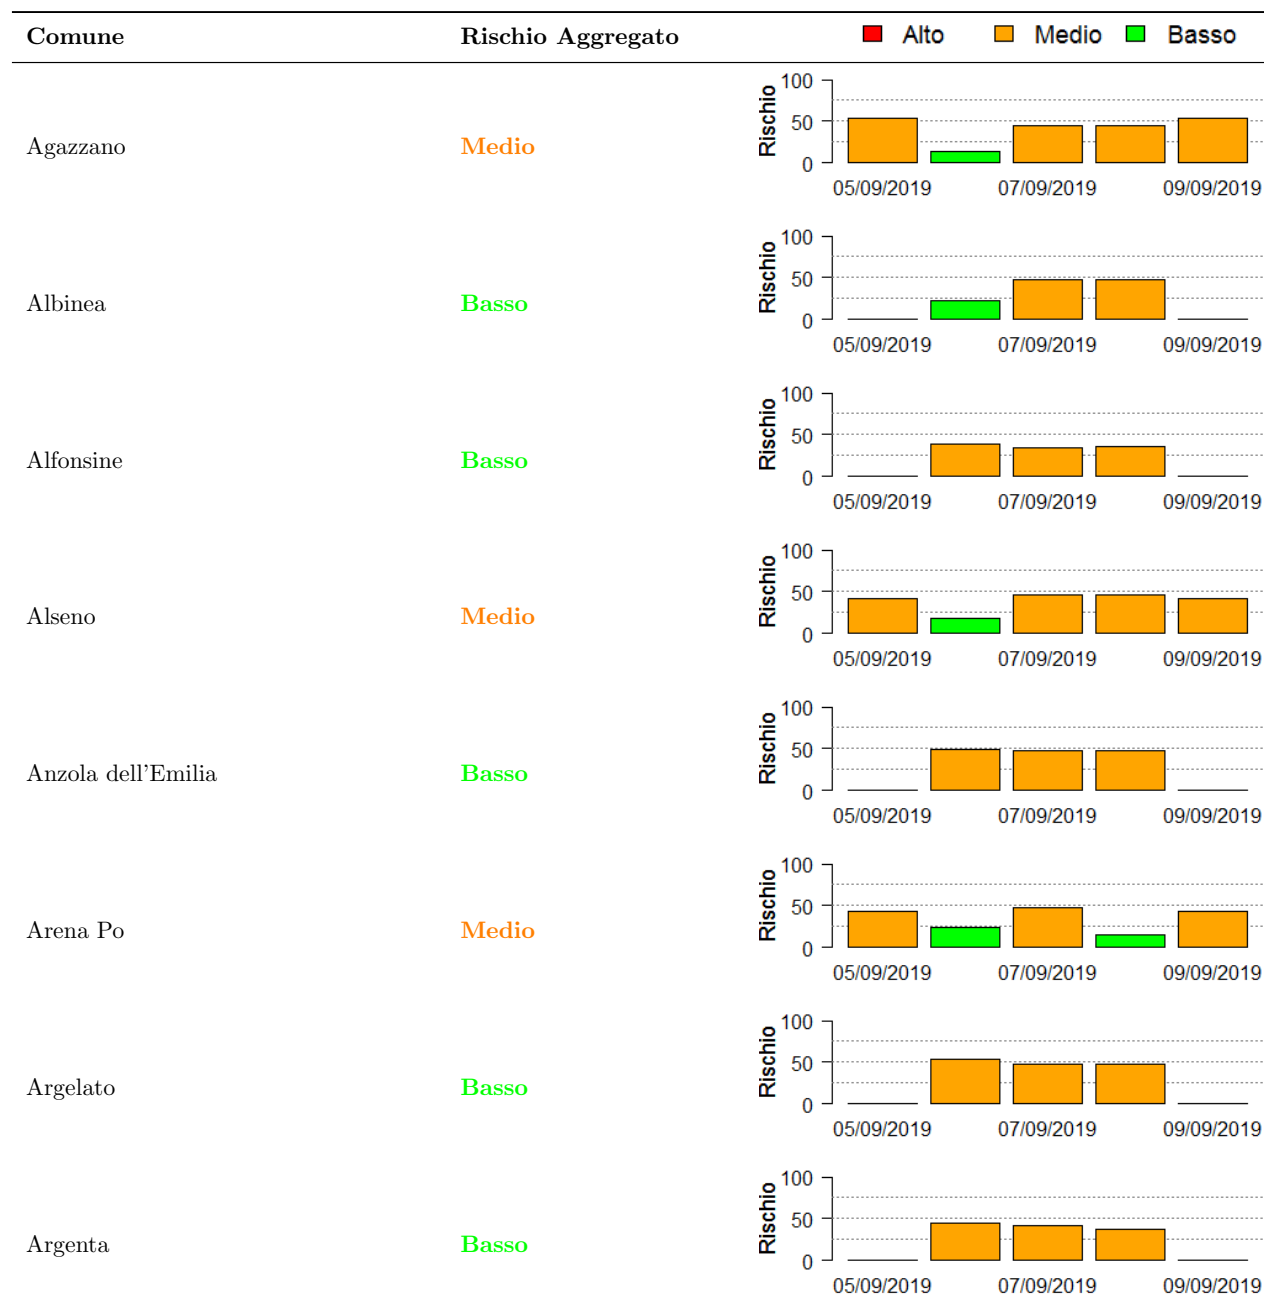 Comune Rischio Aggregato Alto Medio Basso
100
50
0
Rischio
Agazzano Medio
05/09/2019 07/09/2019 09/09/2019
100
50
0
Rischio
Albinea Basso
05/09/2019 07/09/2019 09/09/2019
100
50
0
Rischio
Alfonsine Basso
05/09/2019 07/09/2019 09/09/2019
100
50
0
Rischio
Alseno Medio
05/09/2019 07/09/2019 09/09/2019
100
50
0
Rischio
Anzola dell'Emilia Basso
05/09/2019 07/09/2019 09/09/2019
100
50
0
Rischio
Arena Po Medio
05/09/2019 07/09/2019 09/09/2019
100
50
0
Rischio
Argelato Basso
05/09/2019 07/09/2019 09/09/2019
100
50
0
Rischio
Argenta Basso
05/09/2019 07/09/2019 09/09/2019